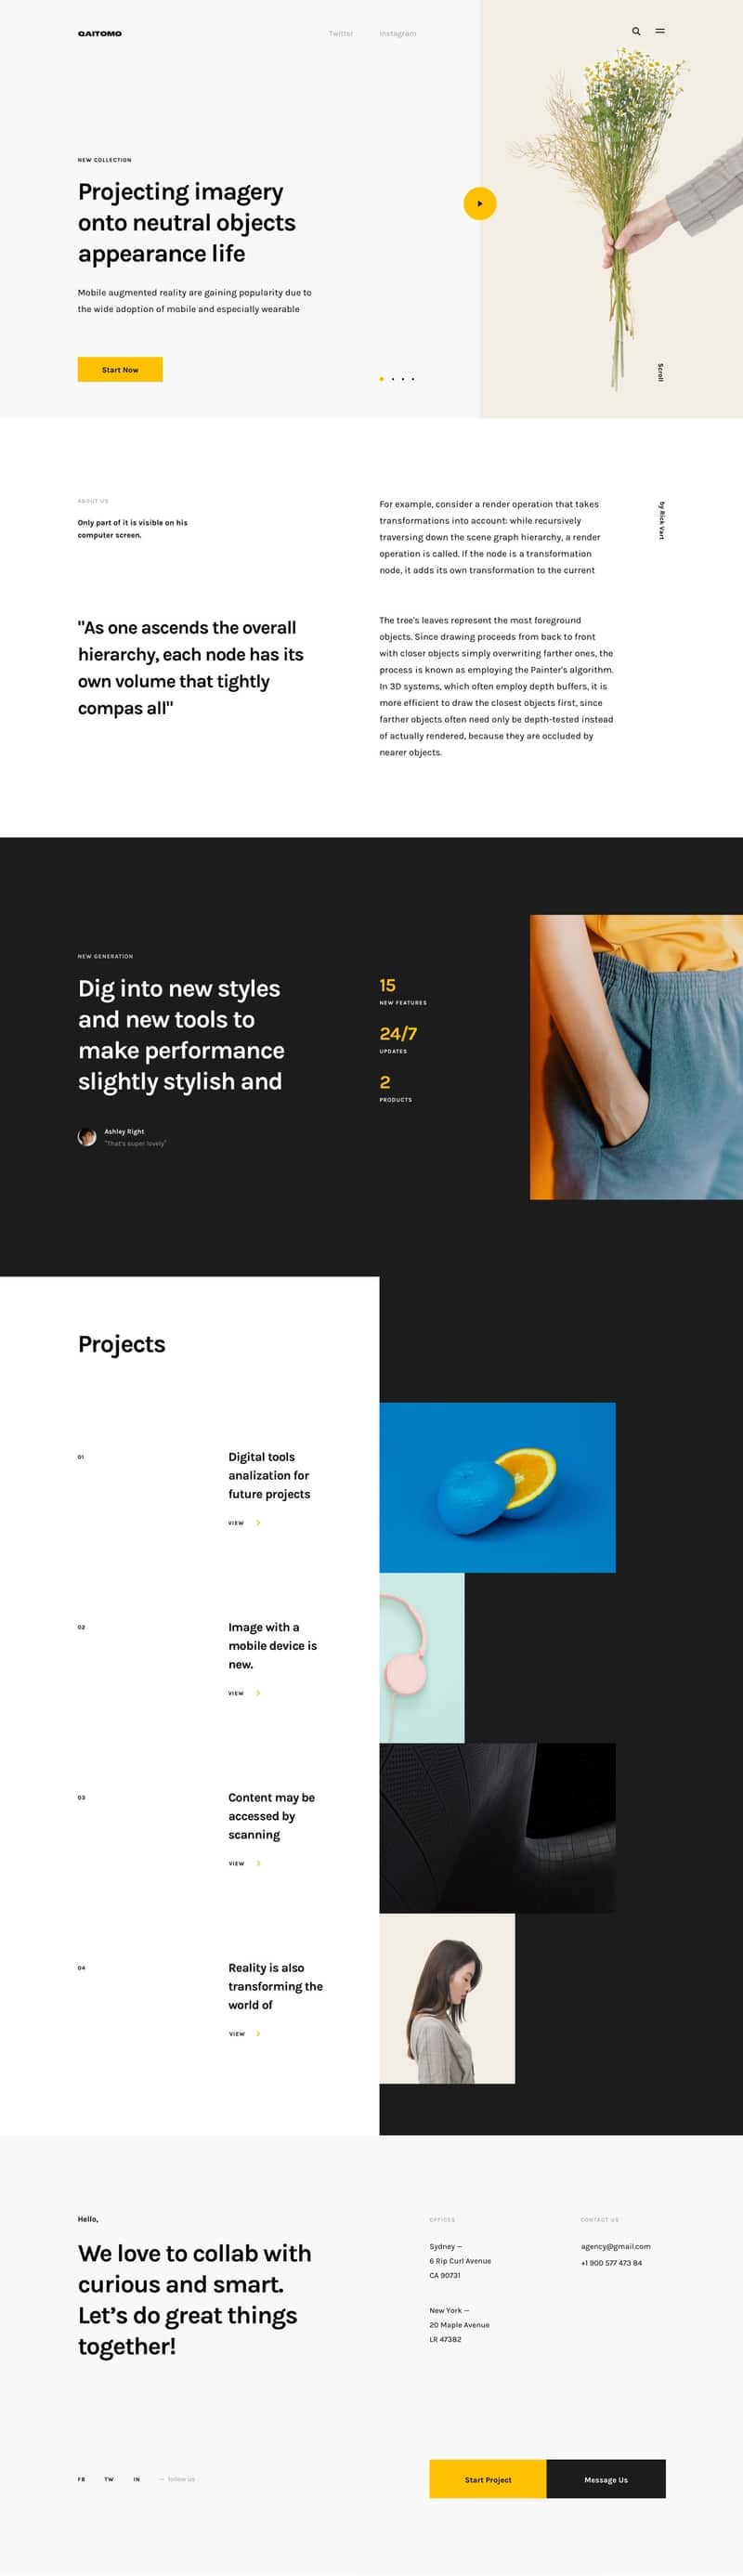 QAITOMO
Twitter
Instagram
NEW COLLECTION
Projecting imagery
onto neutral objects
appearance life
Mobile augmented reality are gaining popularity due to
the wide adoption of mobile and especially wearable
Start Now
Scroll
ABOUT US
Only part of it is visible on his
computer screen.
For example, consider a render operation that takes
transformations into account: while recursively
traversing down the scene graph hierarchy, a render
operation is called. If the node is a transformation
node, it adds its own transformation to the current
by Rick Vart
"As one ascends the overall
hierarchy, each node has its
own volume that tightly
compas all"
The tree's leaves represent the most foreground
objects. Since drawing proceeds from back to front
with closer objects simply overwriting farther ones, the
process is known as employing the Painter's algorithm.
In 3D systems, which often employ depth buffers, it is
more efficient to draw the closest objects first, since
farther objects often need only be depth-tested instead
of actually rendered, because they are occluded by
nearer objects.
NEW GENERATION
Dig into new styles
and new tools to
make performance
slightly stylish and
Ashley Right
"That's super lovely"
15
NEW FEATURES
24/7
UPDATES
2
PRODUCTS
Projects
01
Digital tools
analization for
future projects
VIEW
02
Image with a
mobile device is
new.
VIEW
03
Content may be
accessed by
scanning
VIEW
04
Reality is also
transforming the
world of
VIEW
Hello,
We love to collab with
curious and smart.
Let’s do great things
together!
OFFICES
Sydney —
6 Rip Curl Avenue
CA 90731
New York —
20 Maple Avenue
LR 47382
CONTACT US
agency@gmail.com
+1 900 577 473 84
FB
TW
IN
— follow us
Start Project
Message Us